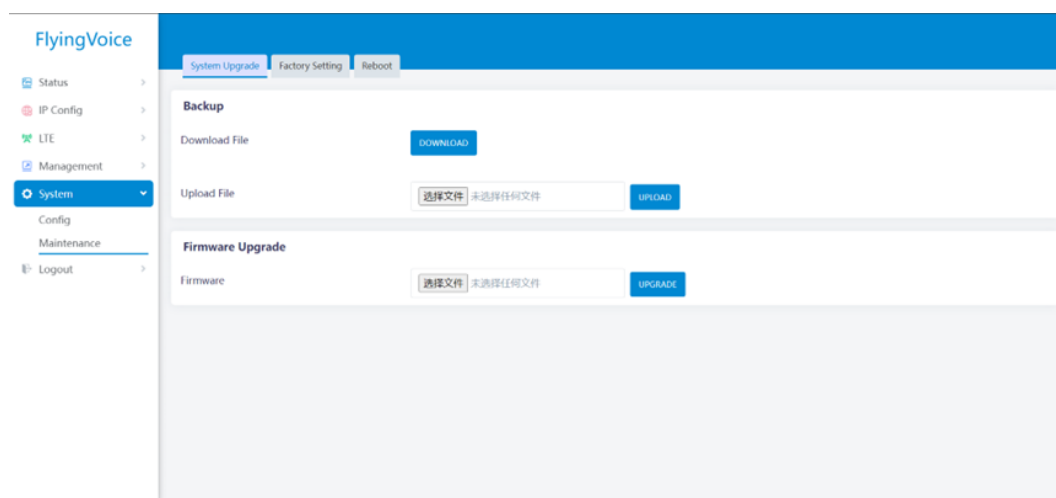 FlyingVoice
System Upgrade Factory Setting Reboot
Status
IP Config
LTE
Management
System
Config
Maintenance
Logout
Backup
Download File DOWNLOAD
Upload File 选择文件 未选择任何文件 UPLOAD
Firmware Upgrade
Firmware 选择文件 未选择任何文件 UPGRADE